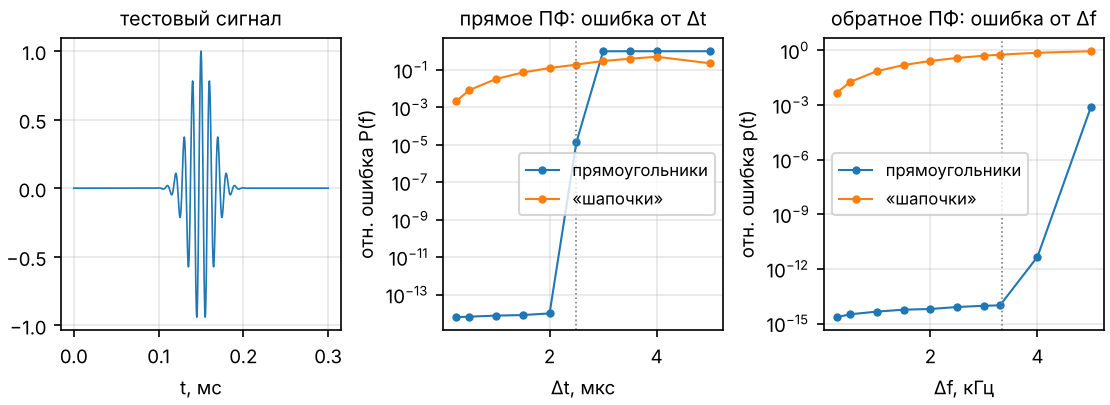 тестовый сигнал
1.0
0.5
0.0
−0.5
−1.0
0.0
0.1
0.2
0.3
t, мс
прямое ПФ: ошибка от Δt
отн. ошибка P(f)
10⁻¹
10⁻³
10⁻⁵
10⁻⁷
10⁻⁹
10⁻¹¹
10⁻¹³
прямоугольники
«шапочки»
2
4
Δt, мкс
обратное ПФ: ошибка от Δf
отн. ошибка p(t)
10⁰
10⁻³
10⁻⁶
10⁻⁹
10⁻¹²
10⁻¹⁵
прямоугольники
«шапочки»
2
4
Δf, кГц